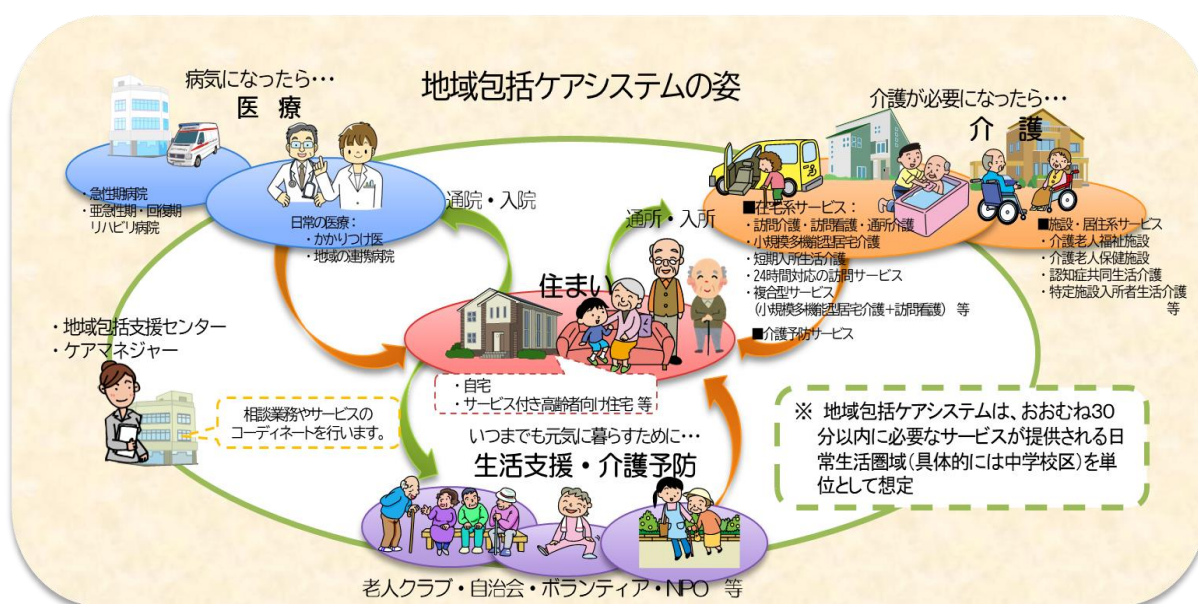 地域包括ケアシステムの姿
病気になったら･･･
医 療
・急性期病院
・亜急性期・回復期
リハビリ病院
日常の医療：
・かかりつけ医
・地域の連携病院
通院・入院
通所・入所
介護が必要になったら･･･
介 護
■在宅系サービス：
・訪問介護・訪問看護・通所介護
・小規模多機能型居宅介護
・短期入所生活介護
・24時間対応の訪問サービス
・複合型サービス
（小規模多機能型居宅介護＋訪問看護） 等
■介護予防サービス
■施設・居住系サービス
・介護老人福祉施設
・介護老人保健施設
・認知症共同生活介護
・特定施設入所者生活介護
等
住まい
・自宅
・サービス付き高齢者向け住宅 等
・地域包括支援センター
・ケアマネジャー
相談業務やサービスの
コーディネートを行います。
いつまでも元気に暮らすために･･･
生活支援・介護予防
老人クラブ・自治会・ボランティア・NPO 等
※ 地域包括ケアシステムは、おおむね30
分以内に必要なサービスが提供される日
常生活圏域（具体的には中学校区）を単
位として想定